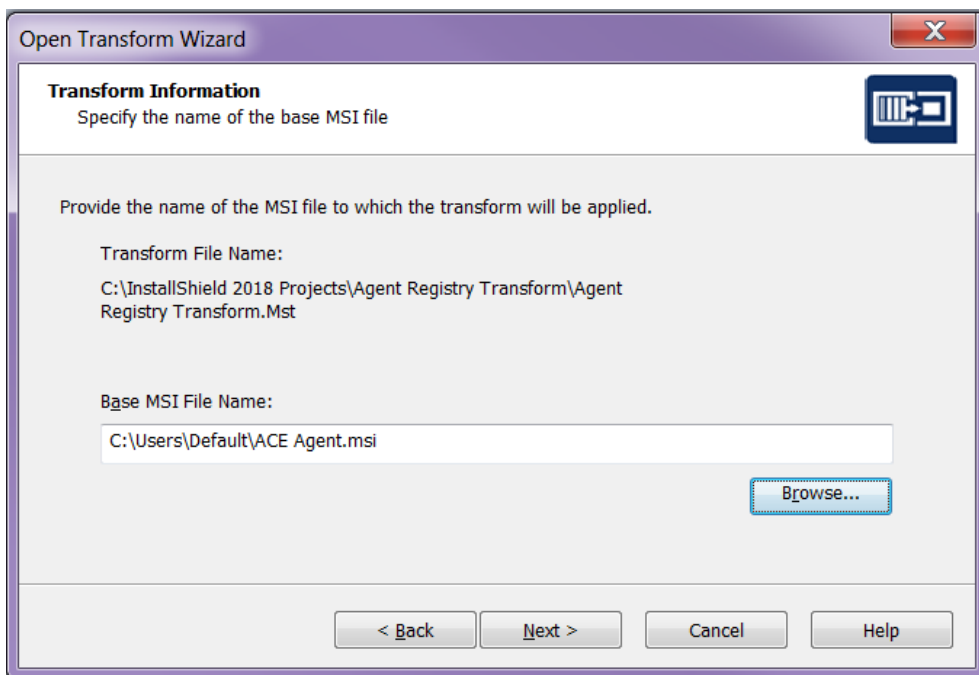 Open Transform Wizard
X
Transform Information
Specify the name of the base MSI file
Provide the name of the MSI file to which the transform will be applied.
Transform File Name:
C:\InstallShield 2018 Projects\Agent Registry Transform\Agent
Registry Transform.Mst
Base MSI File Name:
C:\Users\Default\ACE Agent.msi
Browse...
< Back Next > Cancel Help